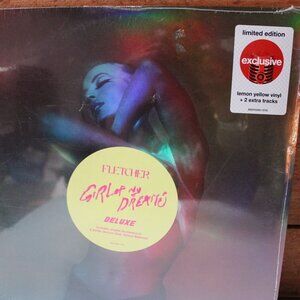 limited edition
exclusive
lemon yellow vinyl
+ 2 extra tracks
FLETCHER
GIRL OF MY
DREAMS
DELUXE